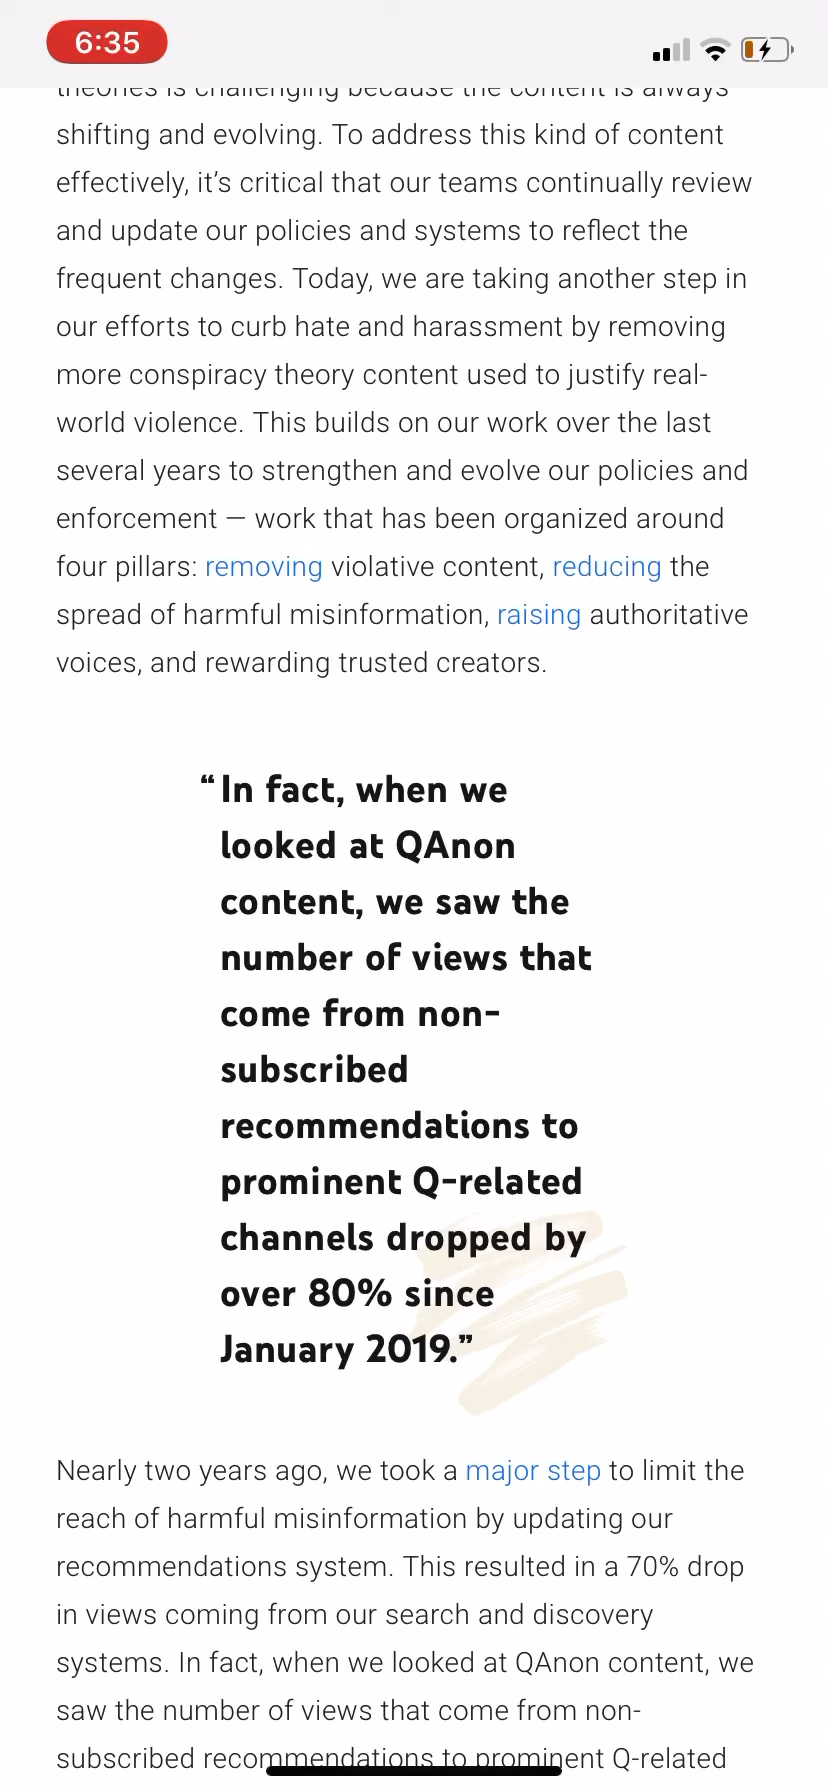 6:35
theories is challenging because the content is always
shifting and evolving. To address this kind of content
effectively, it’s critical that our teams continually review
and update our policies and systems to reflect the
frequent changes. Today, we are taking another step in
our efforts to curb hate and harassment by removing
more conspiracy theory content used to justify real-
world violence. This builds on our work over the last
several years to strengthen and evolve our policies and
enforcement — work that has been organized around
four pillars: removing violative content, reducing the
spread of harmful misinformation, raising authoritative
voices, and rewarding trusted creators.
“In fact, when we
looked at QAnon
content, we saw the
number of views that
come from non-
subscribed
recommendations to
prominent Q-related
channels dropped by
over 80% since
January 2019.”
Nearly two years ago, we took a major step to limit the
reach of harmful misinformation by updating our
recommendations system. This resulted in a 70% drop
in views coming from our search and discovery
systems. In fact, when we looked at QAnon content, we
saw the number of views that come from non-
subscribed recommendations to prominent Q-related